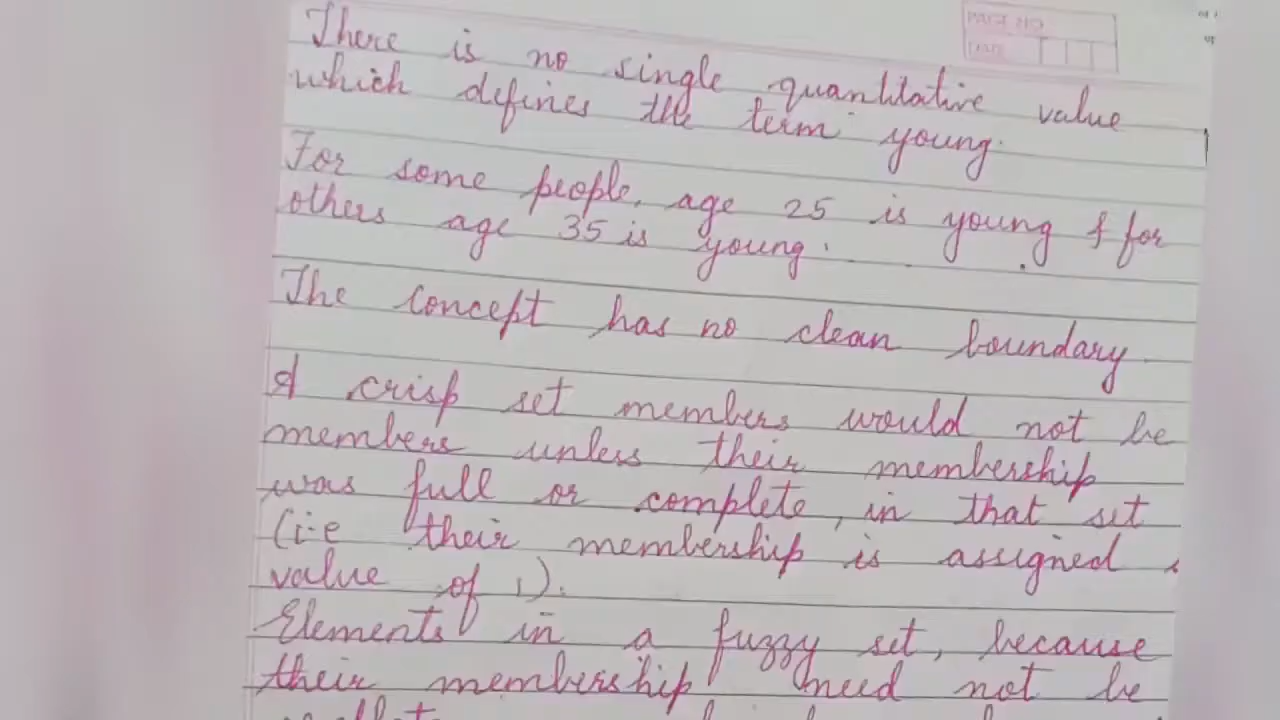 PAGE NO
DATE
There is no single quantitative value
which defines the term young.
For some people, age 25 is young & for
others age 35 is young.
The concept has no clean boundary
A crisp set members would not be
members unless their membership
was full or complete, in that set
(i.e their membership is assigned
value of 1).
Elements in a fuzzy set, because
their membership need not be